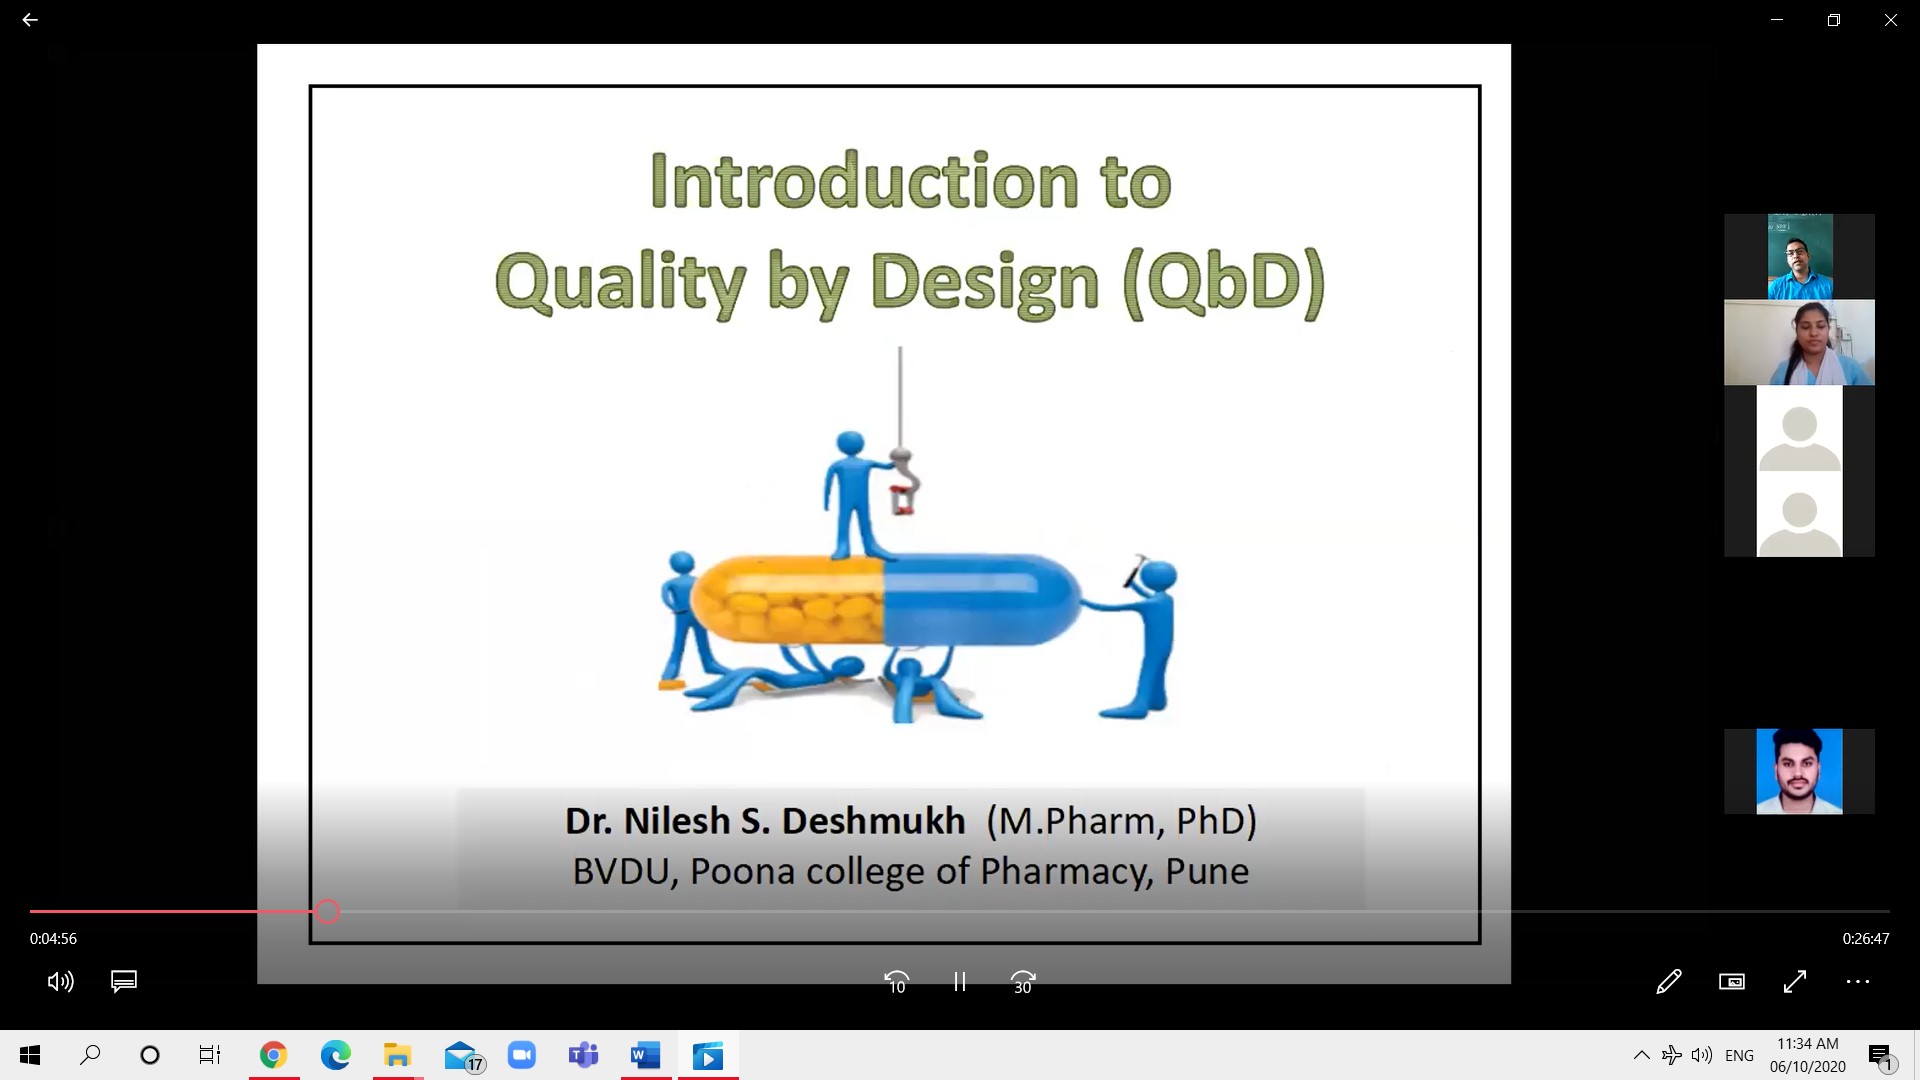 Introduction to
Quality by Design (QbD)
Dr. Nilesh S. Deshmukh (M.Pharm, PhD)
BVDU, Poona college of Pharmacy, Pune
0:04:56
0:26:47
10
30
17
ENG
11:34 AM
06/10/2020
1